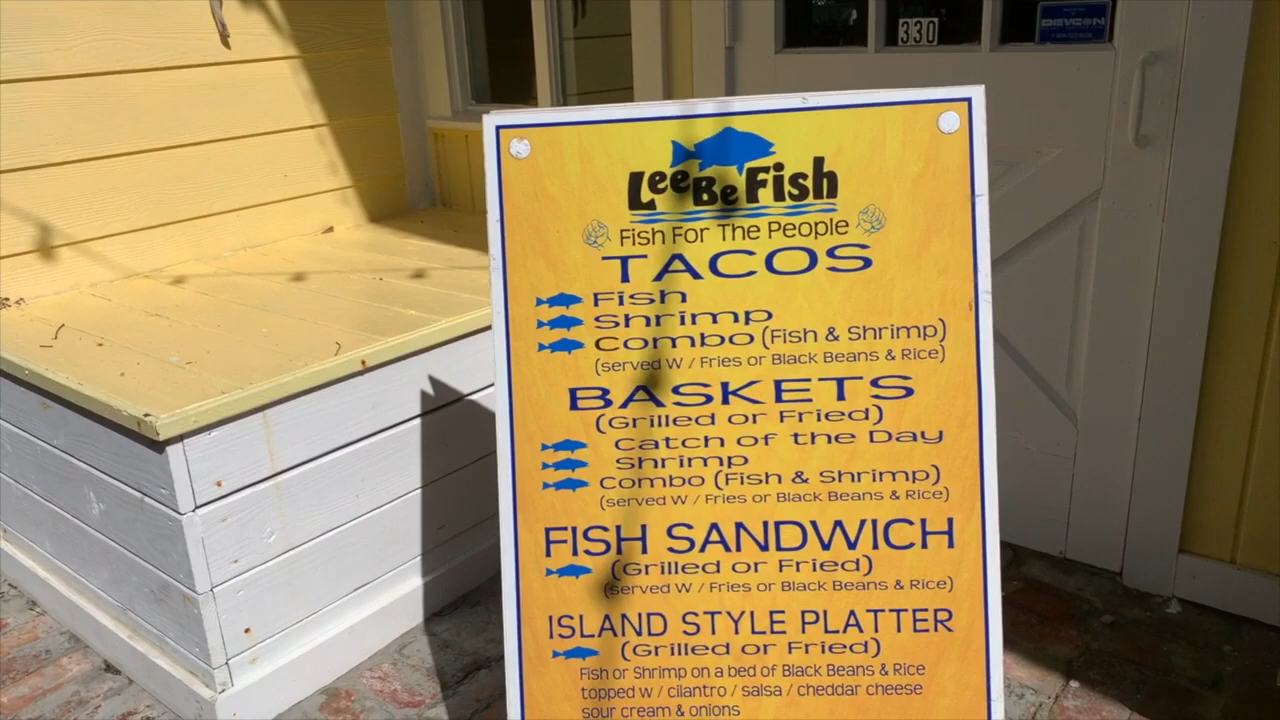 330
DEVCON
LeeBeFish
Fish For The People
TACOS
Fish
Shrimp
Combo (Fish & Shrimp)
(served W / Fries or Black Beans & Rice)
BASKETS
(Grilled or Fried)
Catch of the Day
Shrimp
Combo (Fish & Shrimp)
(served W / Fries or Black Beans & Rice)
FISH SANDWICH
(Grilled or Fried)
(served W / Fries or Black Beans & Rice)
ISLAND STYLE PLATTER
(Grilled or Fried)
Fish or Shrimp on a bed of Black Beans & Rice
topped W / cilantro / salsa / cheddar cheese
sour cream & onions